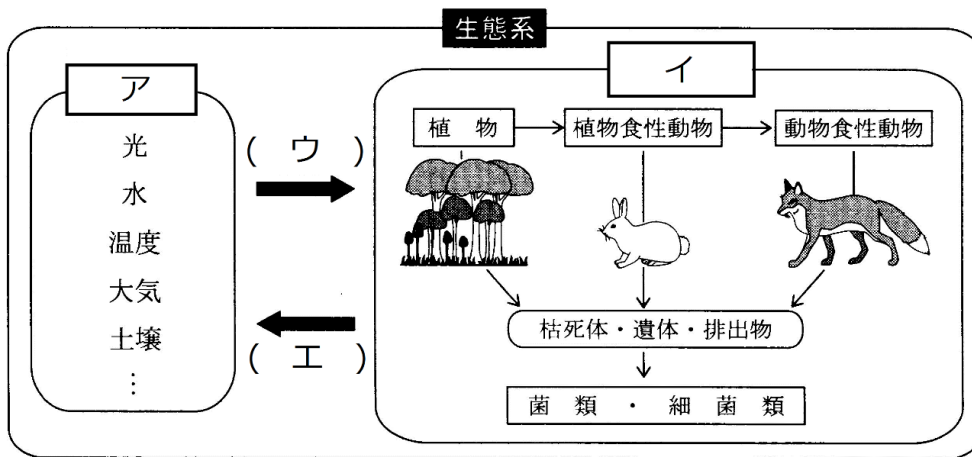 生態系
ア
光
水
温度
大気
土壌
⋮
( ウ )
( エ )
イ
植 物
植物食性動物
動物食性動物
枯死体・遺体・排出物
菌 類 ・ 細 菌 類